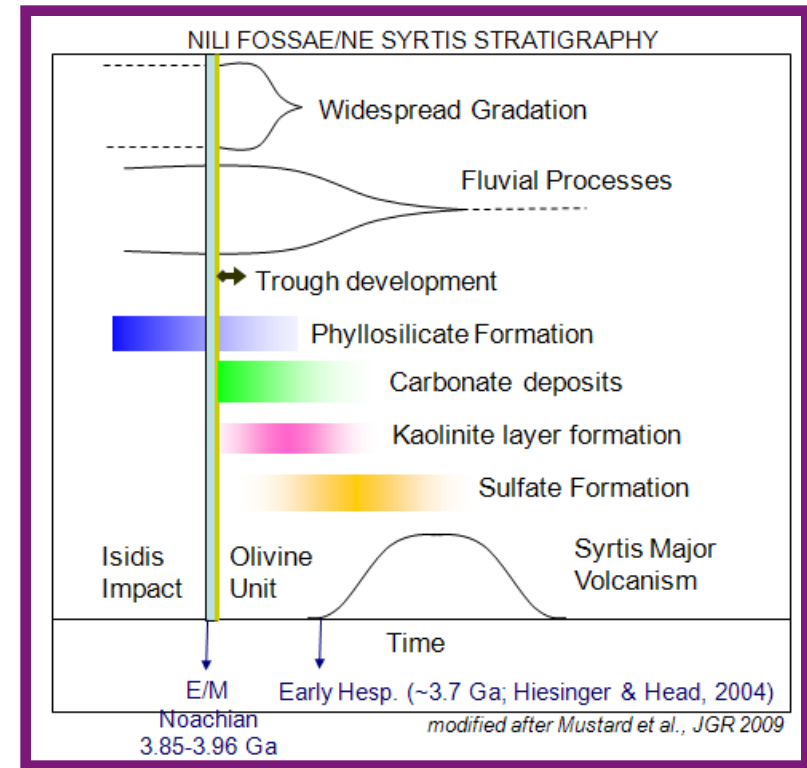 NILI FOSSAE/NE SYRTIS STRATIGRAPHY
Widespread Gradation
Fluvial Processes
Trough development
Phyllosilicate Formation
Carbonate deposits
Kaolinite layer formation
Sulfate Formation
Isidis
Impact
Olivine
Unit
Syrtis Major
Volcanism
Time
E/M
Noachian
3.85-3.96 Ga
Early Hesp. (~3.7 Ga; Hiesinger & Head, 2004)
modified after Mustard et al., JGR 2009